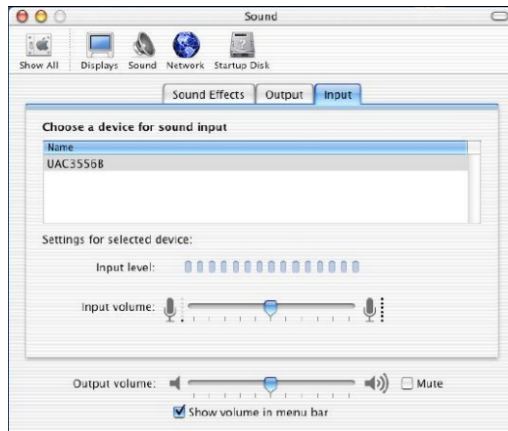 Sound
Show All Displays Sound Network Startup Disk
Sound Effects Output Input
Choose a device for sound input
Name
UAC3556B
Settings for selected device:
Input level:
Input volume:
Output volume: Mute
Show volume in menu bar